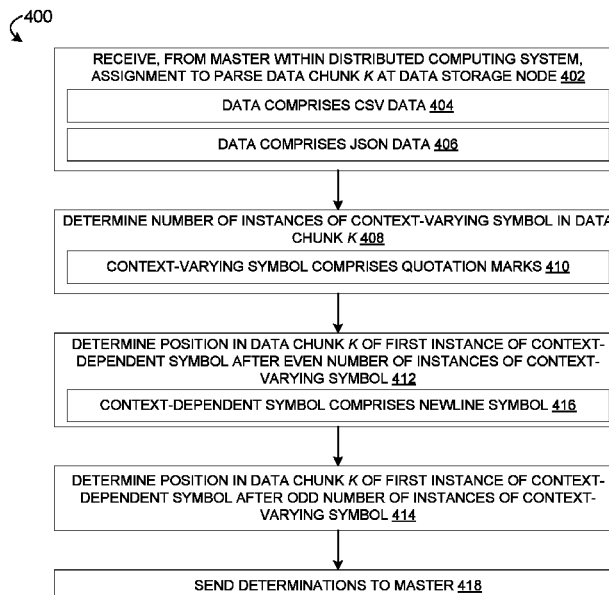 400
RECEIVE, FROM MASTER WITHIN DISTRIBUTED COMPUTING SYSTEM,
ASSIGNMENT TO PARSE DATA CHUNK K AT DATA STORAGE NODE 402
DATA COMPRISES CSV DATA 404
DATA COMPRISES JSON DATA 406
DETERMINE NUMBER OF INSTANCES OF CONTEXT-VARYING SYMBOL IN DATA
CHUNK K 408
CONTEXT-VARYING SYMBOL COMPRISES QUOTATION MARKS 410
DETERMINE POSITION IN DATA CHUNK K OF FIRST INSTANCE OF CONTEXT-
DEPENDENT SYMBOL AFTER EVEN NUMBER OF INSTANCES OF CONTEXT-
VARYING SYMBOL 412
CONTEXT-DEPENDENT SYMBOL COMPRISES NEWLINE SYMBOL 416
DETERMINE POSITION IN DATA CHUNK K OF FIRST INSTANCE OF CONTEXT-
DEPENDENT SYMBOL AFTER ODD NUMBER OF INSTANCES OF CONTEXT-
VARYING SYMBOL 414
SEND DETERMINATIONS TO MASTER 418